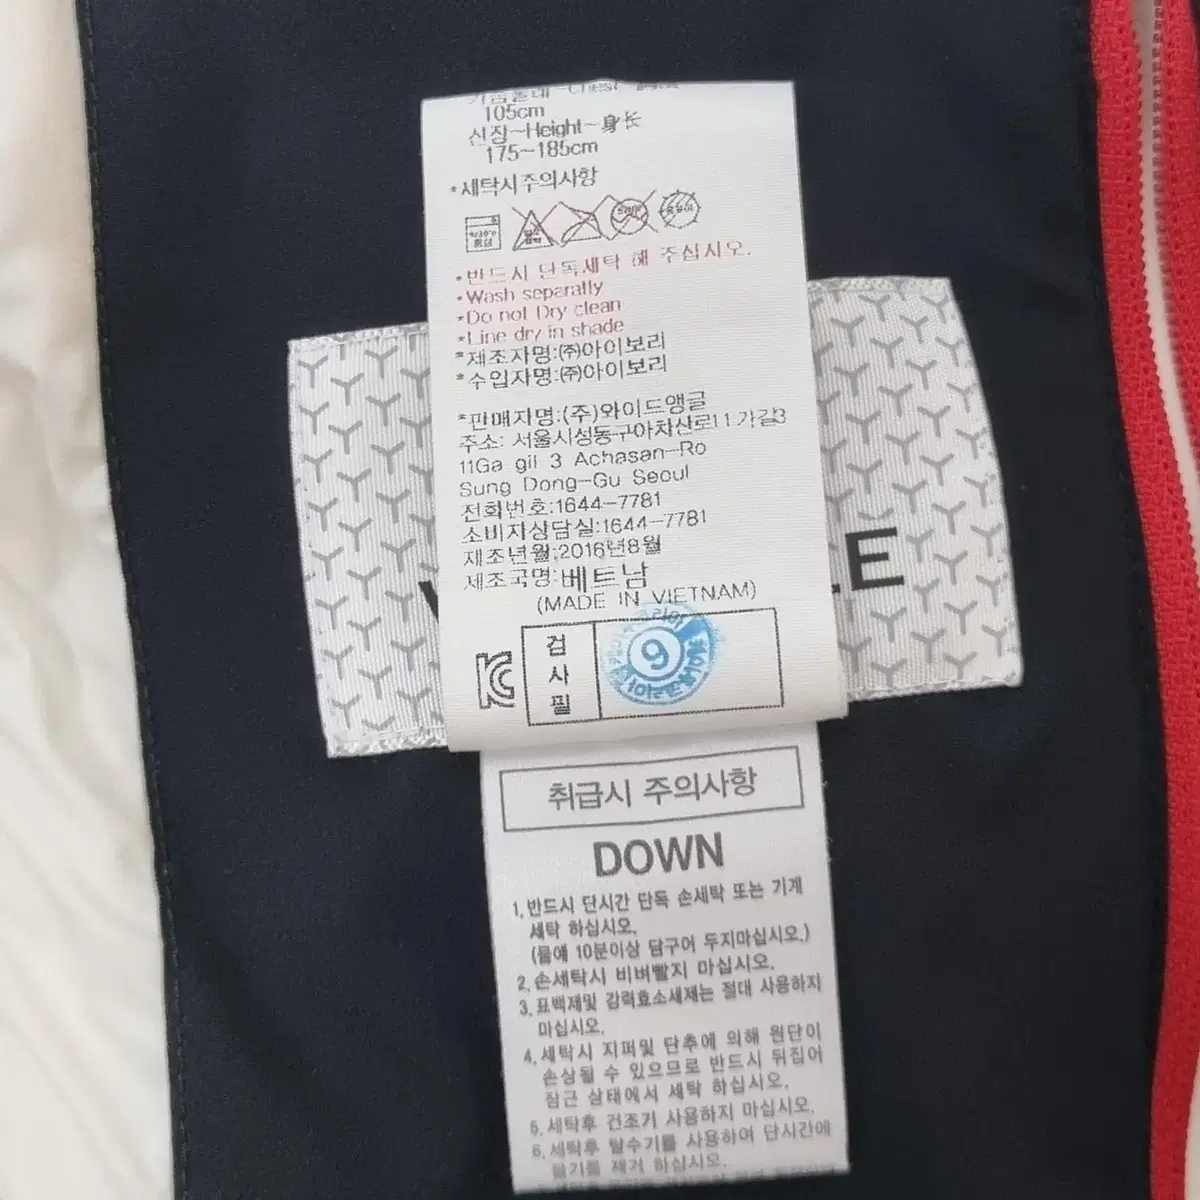 가슴둘레~Chest~胸围
105cm
신장~Height~身长
175~185cm
*세탁시주의사항
*반드시 단독세탁 해 주십시오.
*Wash separatly
*Do not Dry clean
*Line dry in shade
*제조자명:㈜아이보리
*수입자명:㈜아이보리
*판매자명:(주)와이드앵글
주소: 서울시성동구아차산로11가길3
11Ga gil 3 Achasan-Ro
Sung Dong-Gu Seoul
전화번호:1644-7781
소비자상담실:1644-7781
제조년월:2016년8월
제조국명:베트남
(MADE IN VIETNAM)
KC 검사필 9
LE
취급시 주의사항
DOWN
1. 반드시 단시간 단독 손세탁 또는 기계
세탁 하십시오.
(물에 10분이상 담구어 두지마십시오.)
2. 손세탁시 비벼빨지 마십시오.
3. 표백제및 강력효소세제는 절대 사용하지
마십시오.
4. 세탁시 지퍼및 단추에 의해 원단이
손상될 수 있으므로 반드시 뒤집어
잠근 상태에서 세탁 하십시오.
5. 세탁후 건조기 사용하지 마십시오.
6. 세탁후 탈수기를 사용하여 단시간에
물기를 제거 하십시오.